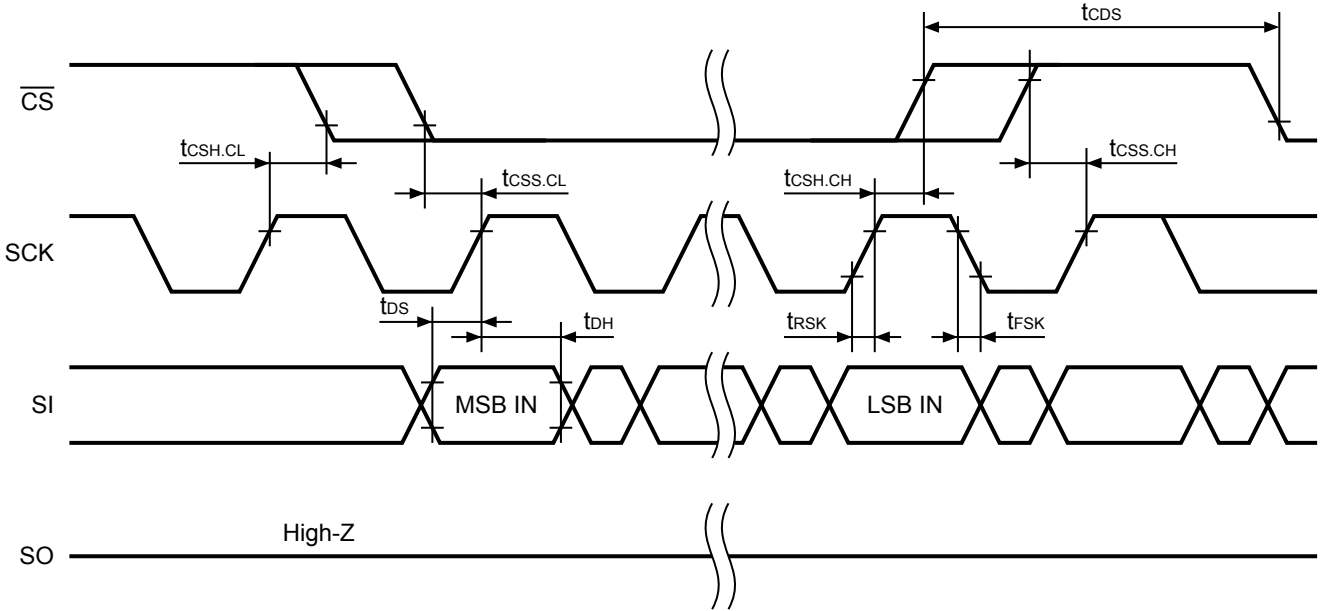 tCDS
CS
tCSH.CL
tCSS.CL
tCSH.CH
tCSS.CH
SCK
tDS
tDH
tRSK
tFSK
SI
MSB IN
LSB IN
High-Z
SO